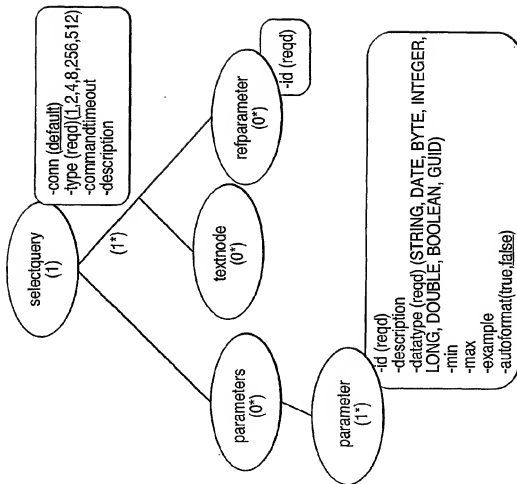 selectquery
(1)
-conn (default)
-type (reqd)(1,2,4,8,256,512)
-commandtimeout
-description
(1*)
parameters
(0*)
textnode
(0*)
refparameter
(0*)
-id (reqd)
parameter
(1*)
-id (reqd)
-description
-datatype (reqd) (STRING, DATE, BYTE, INTEGER,
LONG, DOUBLE, BOOLEAN, GUID)
-min
-max
-example
-autoformat(true,false)